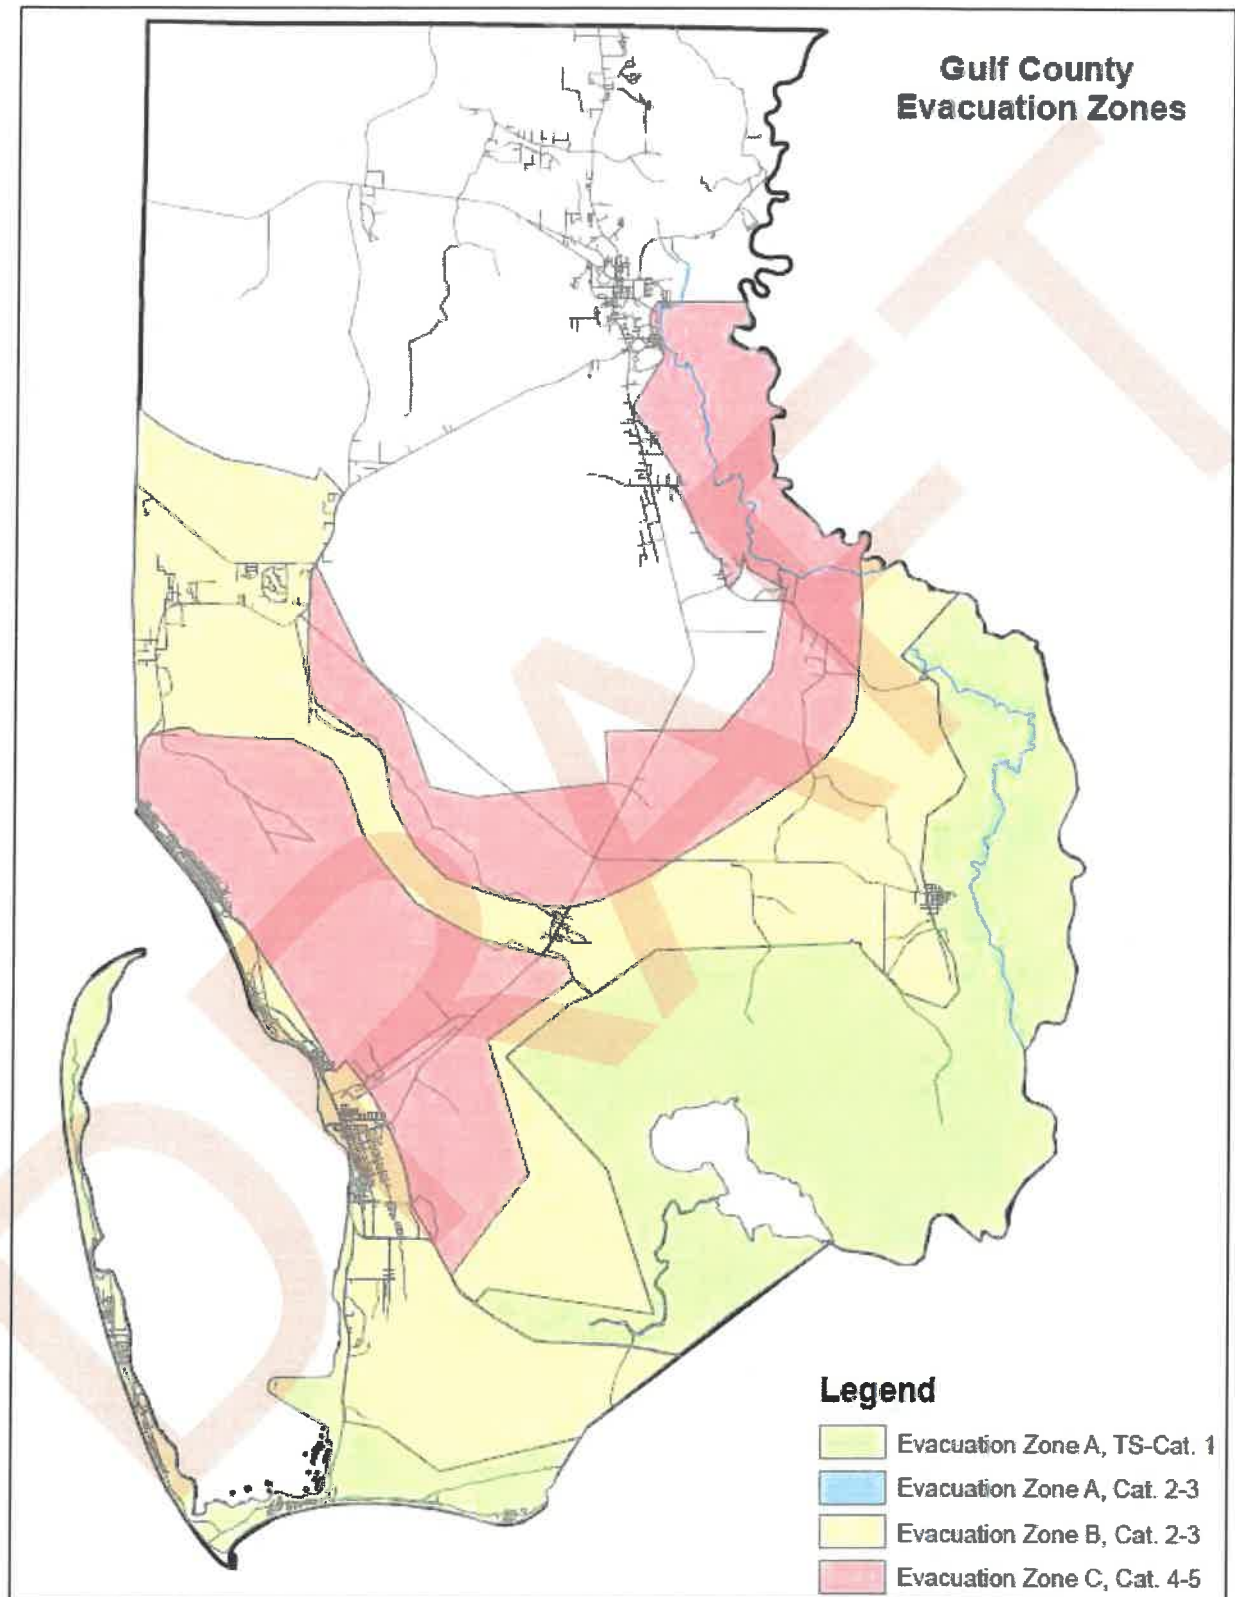 Gulf County
Evacuation Zones
DRAFT
Legend
Evacuation Zone A, TS-Cat. 1
Evacuation Zone A, Cat. 2-3
Evacuation Zone B, Cat. 2-3
Evacuation Zone C, Cat. 4-5